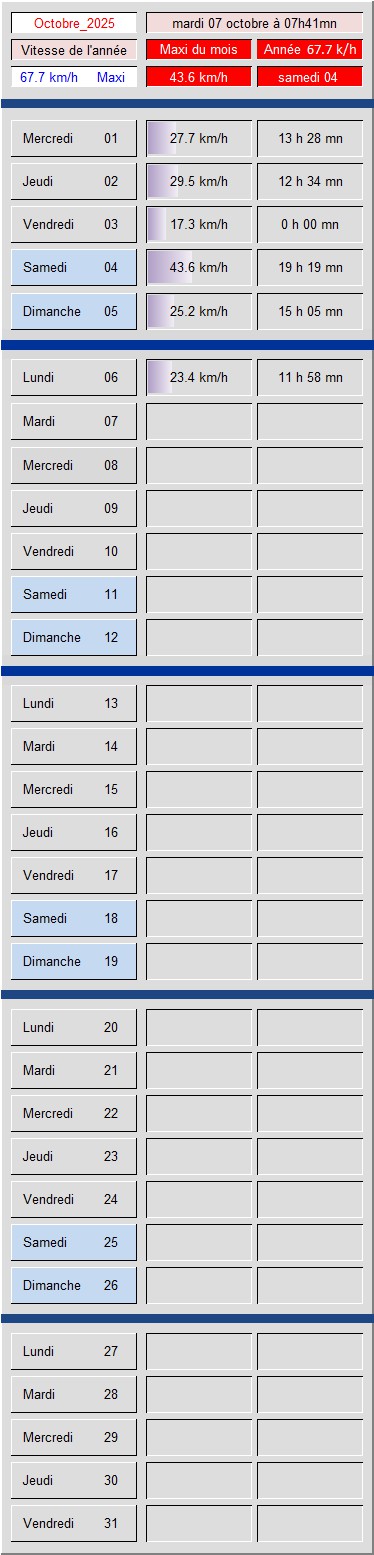 Octobre_2025 mardi 07 octobre à 07h41mn
Vitesse de l'année Maxi du mois Année 67.7 k/h
67.7 km/h Maxi 43.6 km/h samedi 04
Mercredi 01 27.7 km/h 13 h 28 mn
Jeudi 02 29.5 km/h 12 h 34 mn
Vendredi 03 17.3 km/h 0 h 00 mn
Samedi 04 43.6 km/h 19 h 19 mn
Dimanche 05 25.2 km/h 15 h 05 mn
Lundi 06 23.4 km/h 11 h 58 mn
Mardi 07
Mercredi 08
Jeudi 09
Vendredi 10
Samedi 11
Dimanche 12
Lundi 13
Mardi 14
Mercredi 15
Jeudi 16
Vendredi 17
Samedi 18
Dimanche 19
Lundi 20
Mardi 21
Mercredi 22
Jeudi 23
Vendredi 24
Samedi 25
Dimanche 26
Lundi 27
Mardi 28
Mercredi 29
Jeudi 30
Vendredi 31